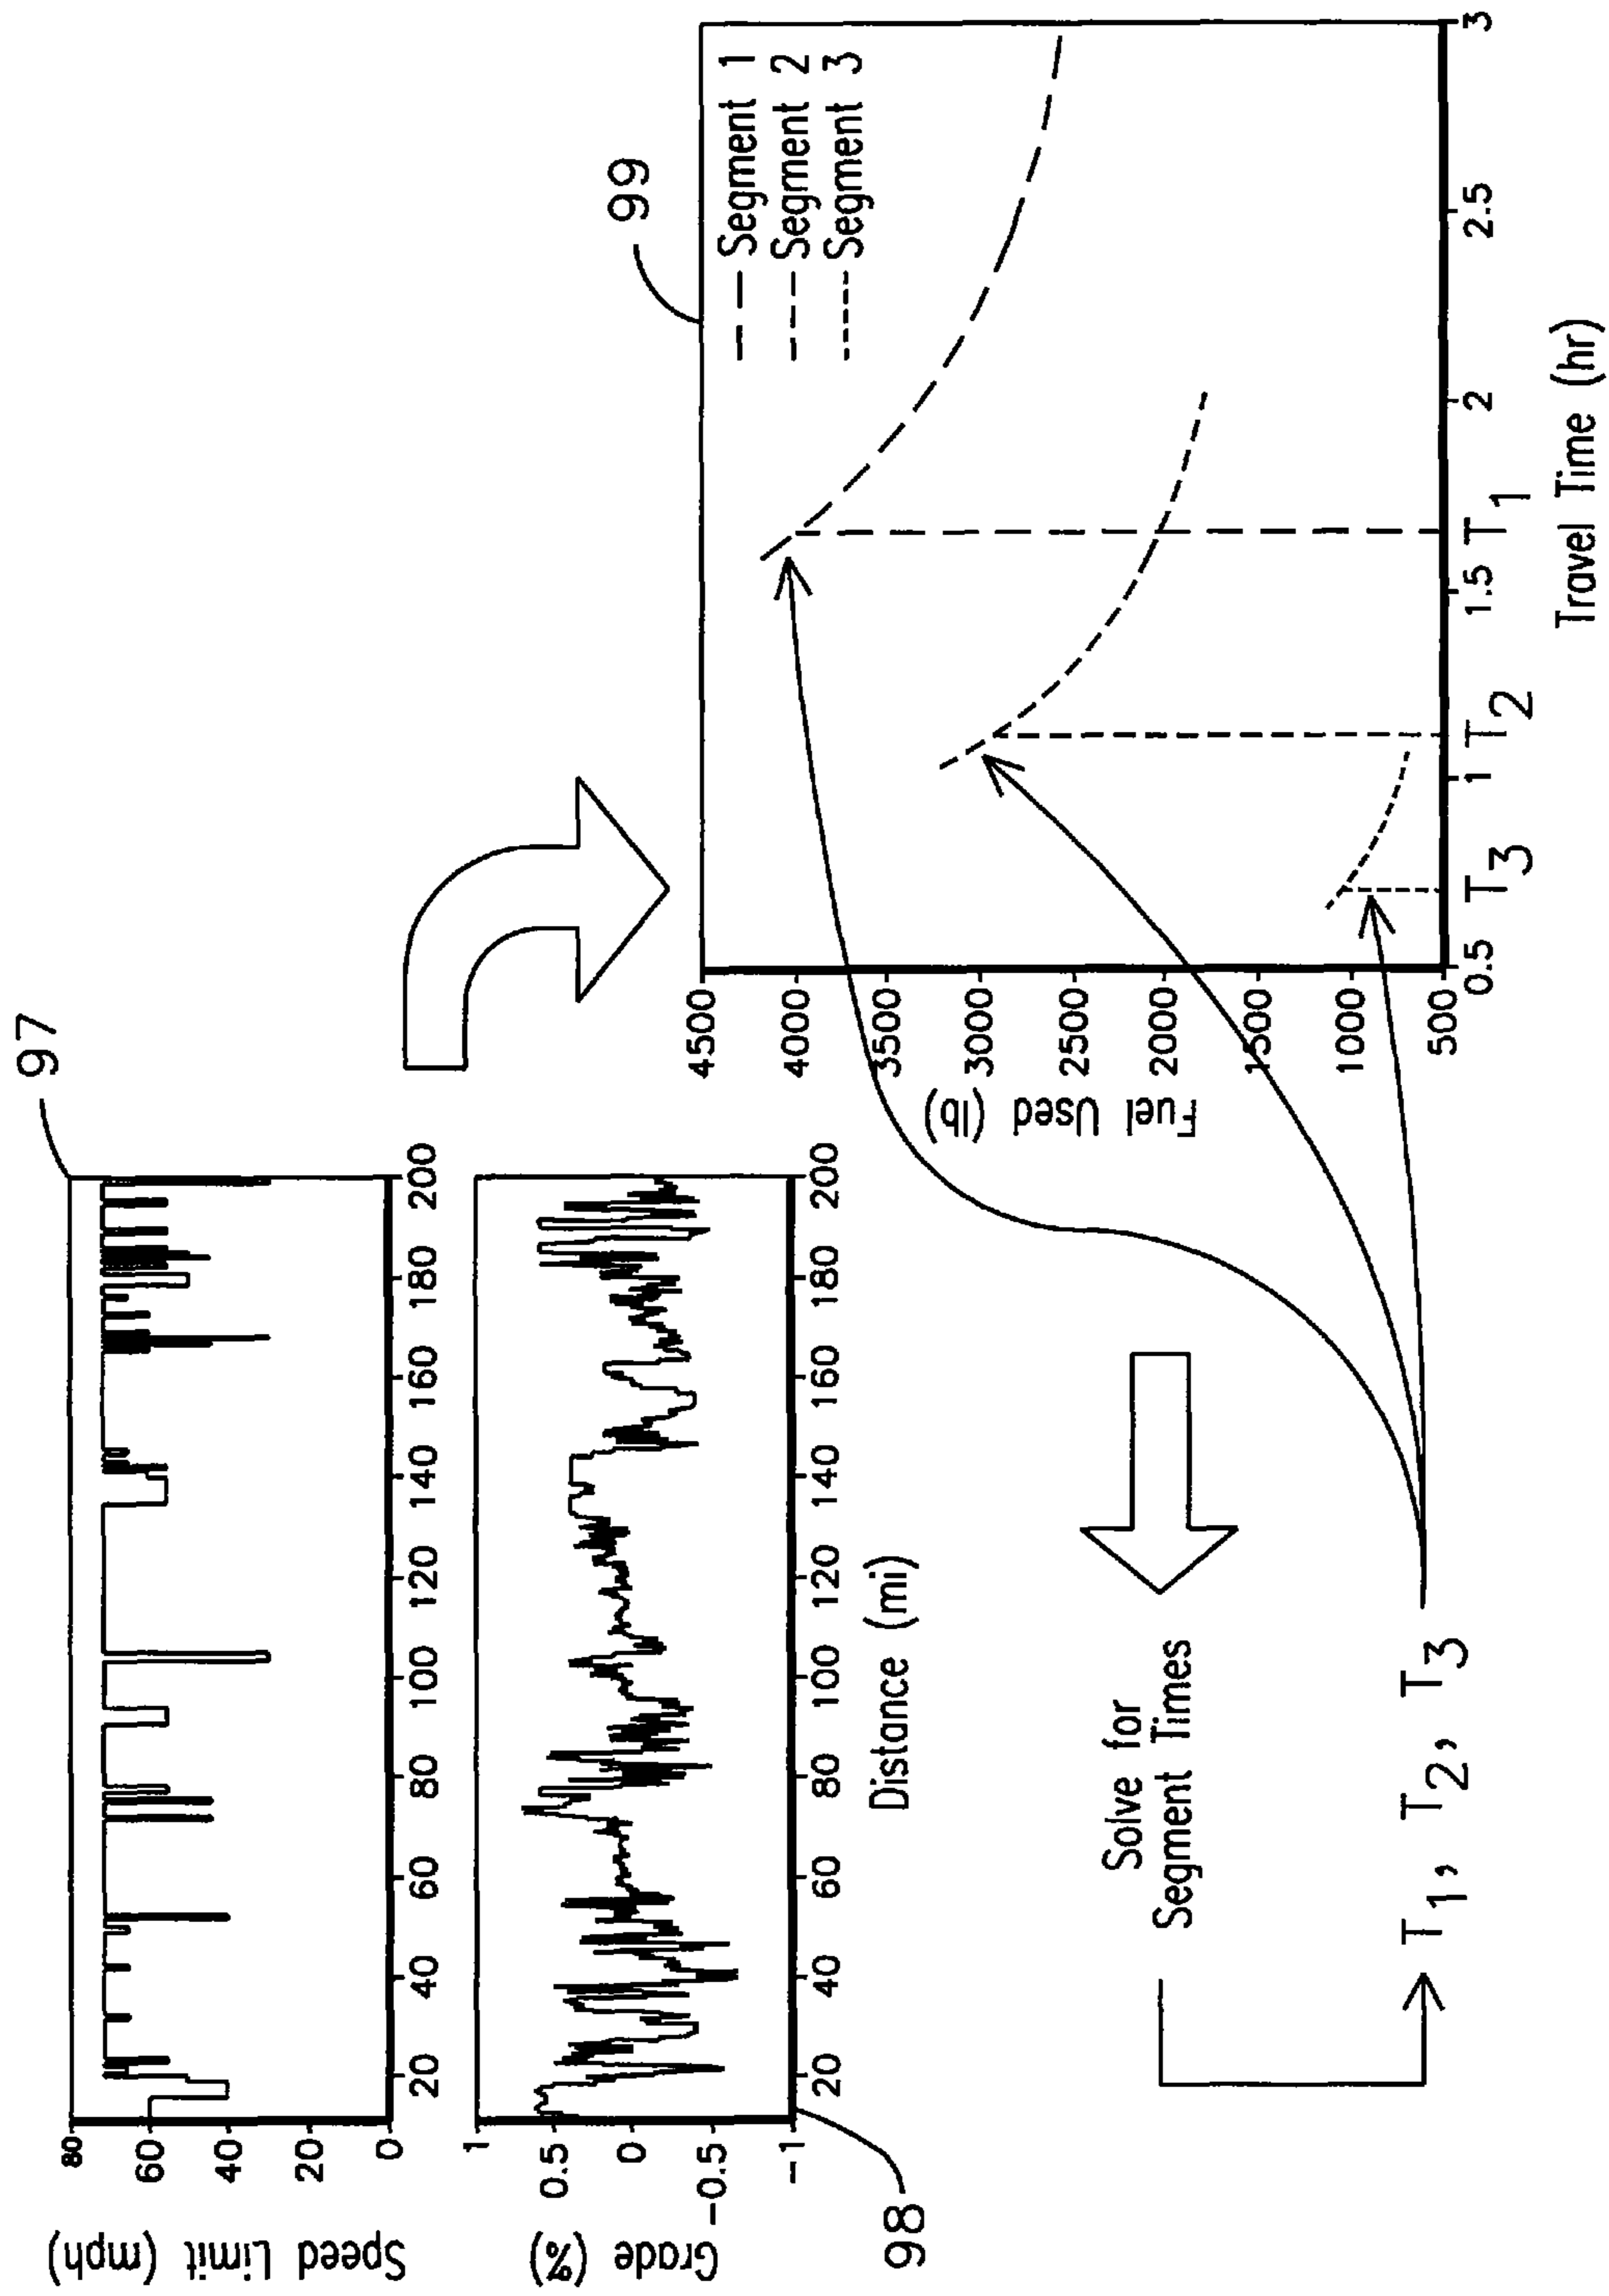 97
Speed Limit (mph)
80
60
40
20
0
20 40 60 80 100 120 140 160 180 200
Grade (%)
1
0.5
0
-0.5
-1
20 40 60 80 100 120 140 160 180 200
Distance (mi)
98
Solve for
Segment Times
T1, T2, T3
99
Fuel Used (lb)
4500
4000
3500
3000
2500
2000
1500
1000
500
Segment 1
Segment 2
Segment 3
0.5 T3 1 T2 1.5 T1 2 2.5 3
Travel Time (hr)